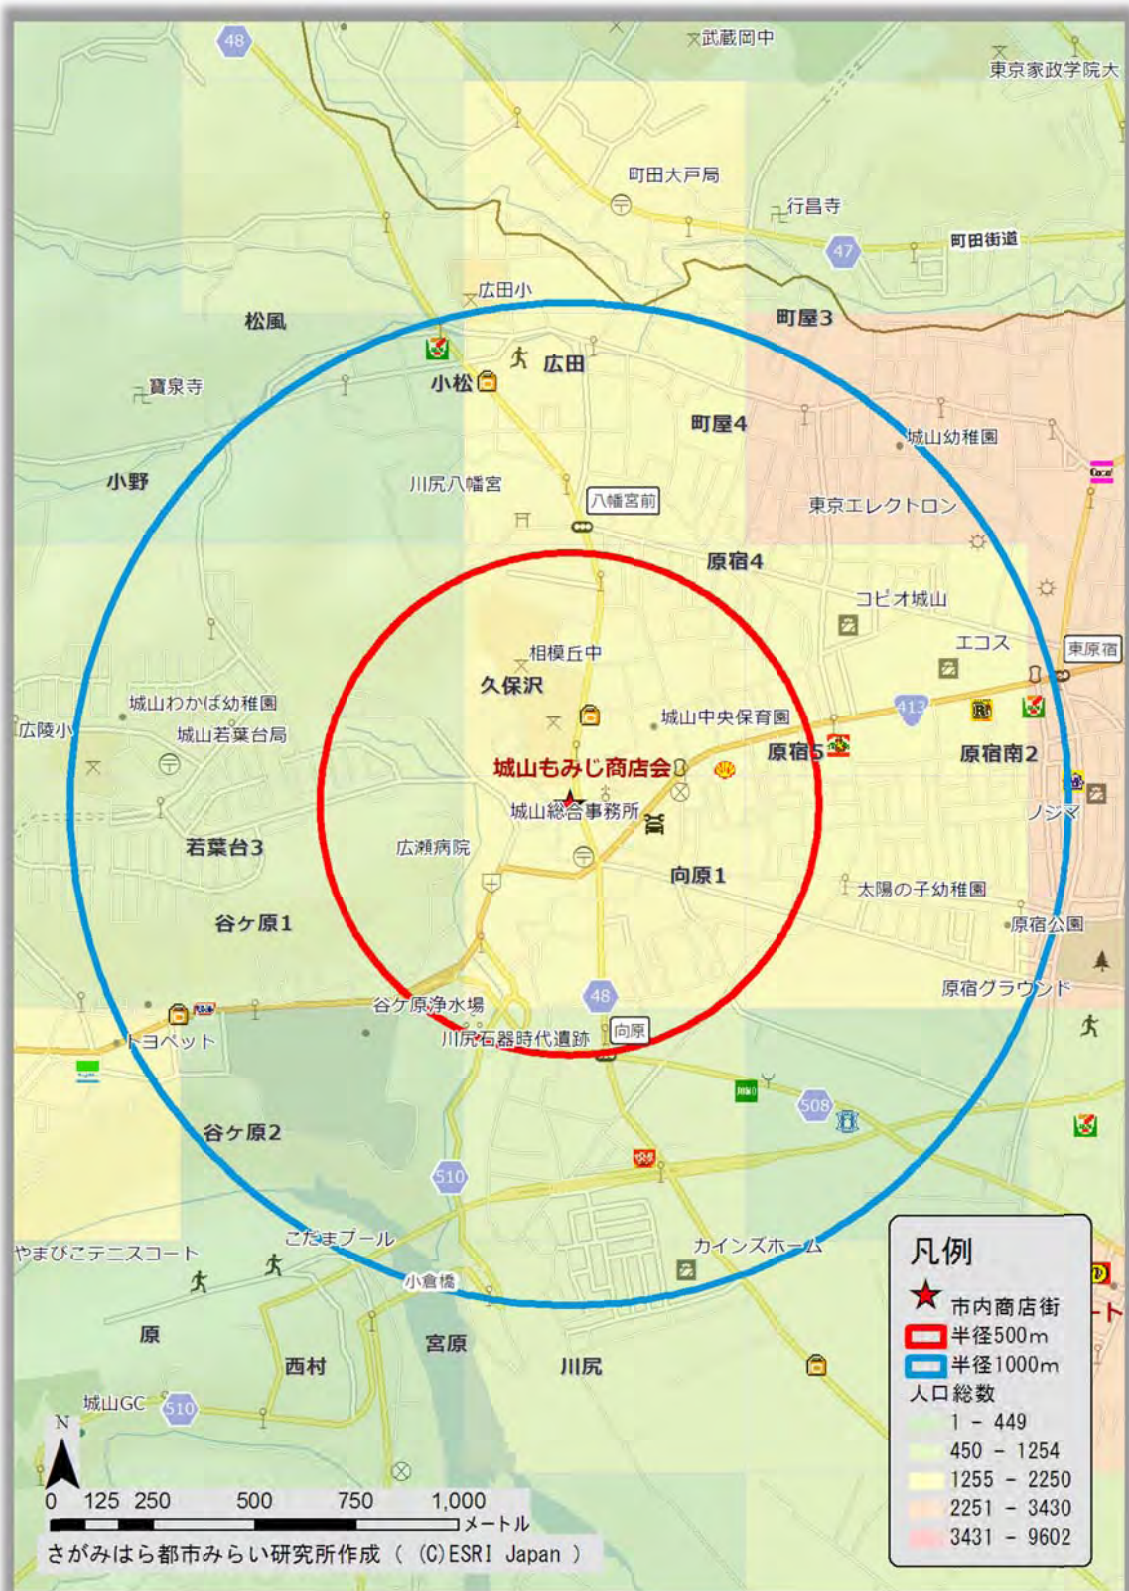 48
武蔵岡中
東京家政学院大
町田大戸局
行昌寺
47
町田街道
広田小
松風
町屋3
広田
小松
寶泉寺
町屋4
城山幼稚園
小野
川尻八幡宮
八幡宮前
東京エレクトロン
原宿4
コピオ城山
エコス
東原宿
相模丘中
久保沢
城山わかば幼稚園
城山中央保育園
413
広陵小
城山若葉台局
原宿5
原宿南2
城山もみじ商店会
城山総合事務所
ノジマ
若葉台3
広瀬病院
向原1
太陽の子幼稚園
谷ケ原1
原宿公園
48
原宿グラウンド
谷ケ原浄水場
向原
川尻石器時代遺跡
トヨペット
508
谷ケ原2
510
やまびこテニスコート
こだまプール
カインズホーム
小倉橋
原
西村
宮原
川尻
ート
城山GC
510
凡例
市内商店街
半径500m
半径1000m
人口総数
1 - 449
450 - 1254
1255 - 2250
2251 - 3430
3431 - 9602
N
0 125 250 500 750 1,000
メートル
さがみはら都市みらい研究所作成 ( (C)ESRI Japan )